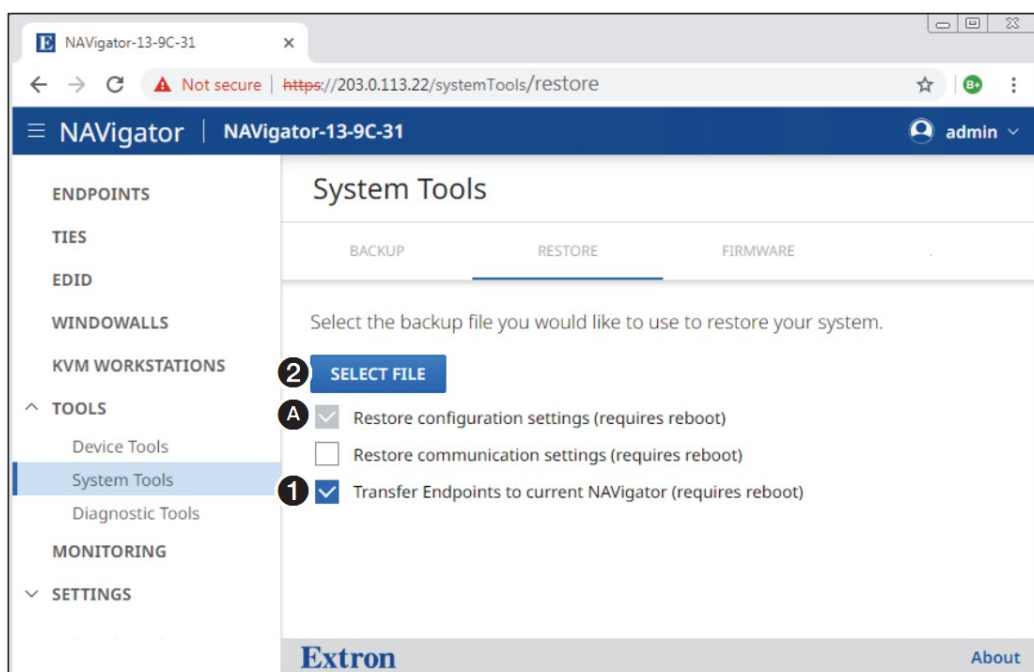 NAVigator-13-9C-31
Not secure | https://203.0.113.22/systemTools/restore
NAVigator | NAVigator-13-9C-31 admin
System Tools
ENDPOINTS
TIES
EDID
WINDOWALLS
KVM WORKSTATIONS
TOOLS
Device Tools
System Tools
Diagnostic Tools
MONITORING
SETTINGS
BACKUP RESTORE FIRMWARE
Select the backup file you would like to use to restore your system.
2 SELECT FILE
A Restore configuration settings (requires reboot)
Restore communication settings (requires reboot)
1 Transfer Endpoints to current NAVigator (requires reboot)
Extron About